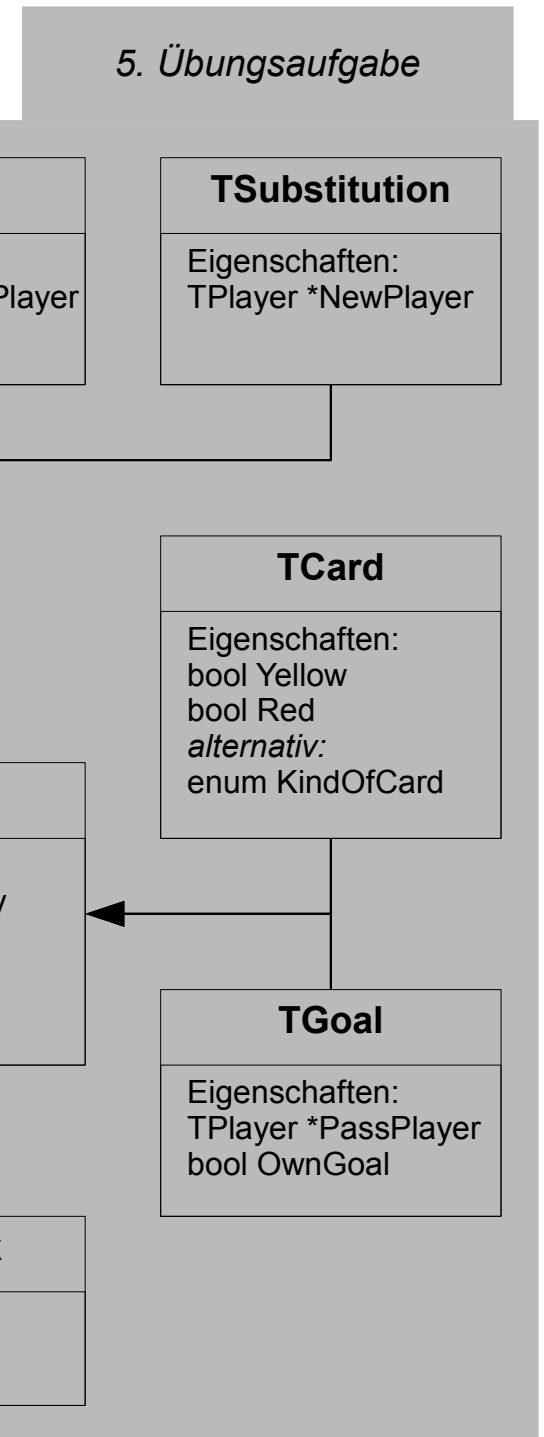 5. Übungsaufgabe
TSubstitution
Eigenschaften:
TPlayer *NewPlayer
Player
TCard
Eigenschaften:
bool Yellow
bool Red
alternativ:
enum KindOfCard
TGoal
Eigenschaften:
TPlayer *PassPlayer
bool OwnGoal